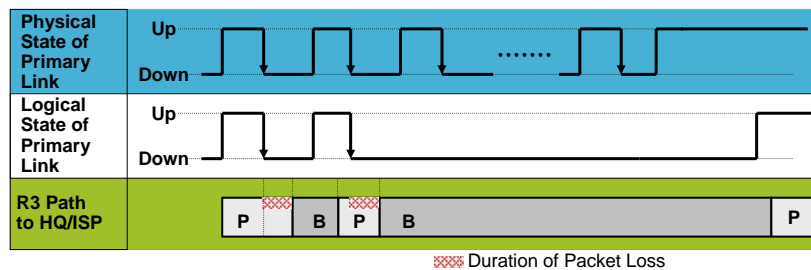 Physical
State of
Primary
Link
Up
Down
........
Logical
State of
Primary
Link
Up
Down
R3 Path
to HQ/ISP
P B P B P
Duration of Packet Loss